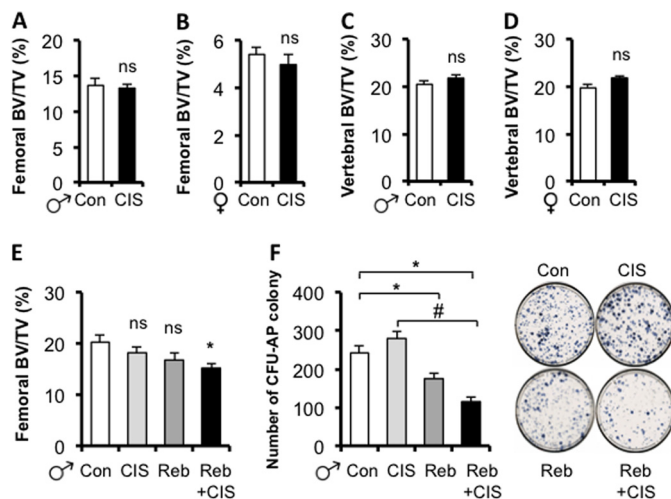 A
Femoral BV/TV (%)
20
15
10
5
0
ns
♂ Con CIS
B
Femoral BV/TV (%)
6
4
2
0
ns
♀ Con CIS
C
Vertebral BV/TV (%)
30
20
10
0
ns
♂ Con CIS
D
Vertebral BV/TV (%)
30
20
10
0
ns
♀ Con CIS
E
Femoral BV/TV (%)
30
20
10
0
ns
ns
*
♂ Con CIS Reb Reb
+CIS
F
Number of CFU-AP colony
400
300
200
100
0
*
*
#
♂ Con CIS Reb Reb
+CIS
Con CIS
Reb Reb
+CIS